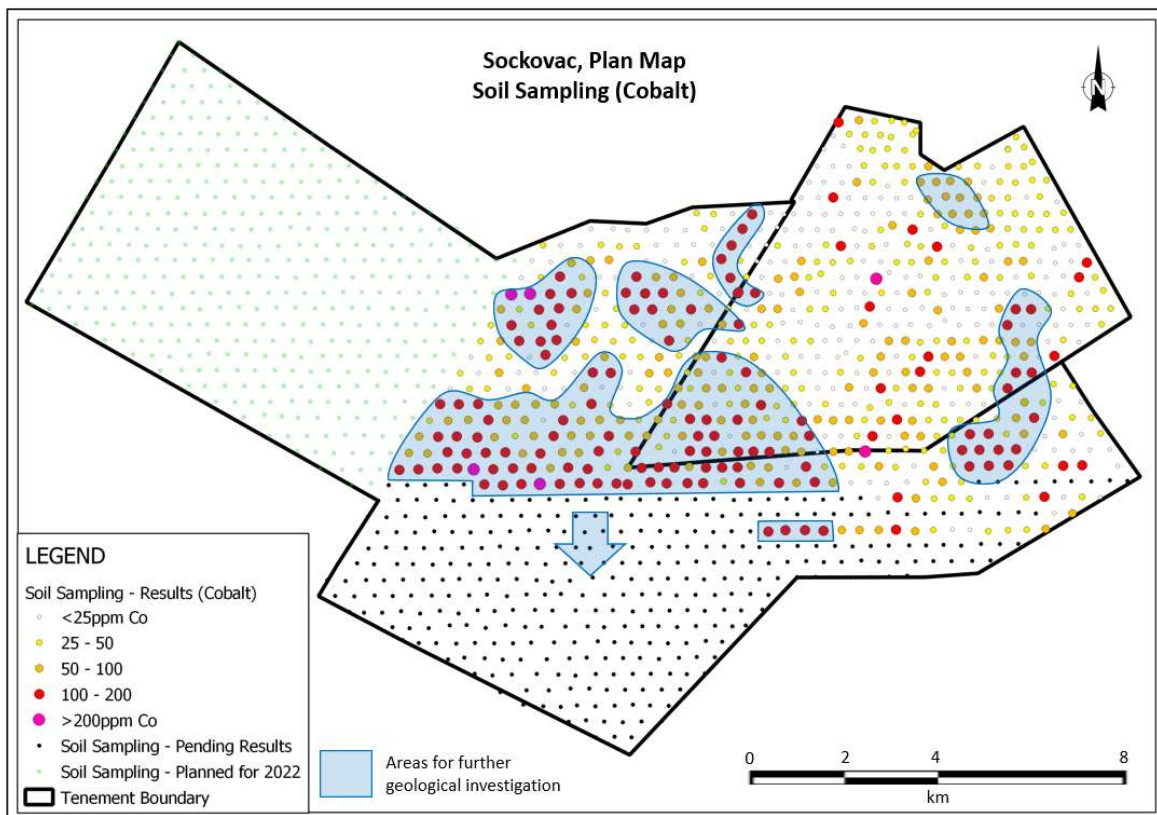 Sockovac, Plan Map
Soil Sampling (Cobalt)
N
LEGEND
Soil Sampling - Results (Cobalt)
<25ppm Co
25 - 50
50 - 100
100 - 200
>200ppm Co
Soil Sampling - Pending Results
Soil Sampling - Planned for 2022
Tenement Boundary
Areas for further
geological investigation
0 2 4 8
km